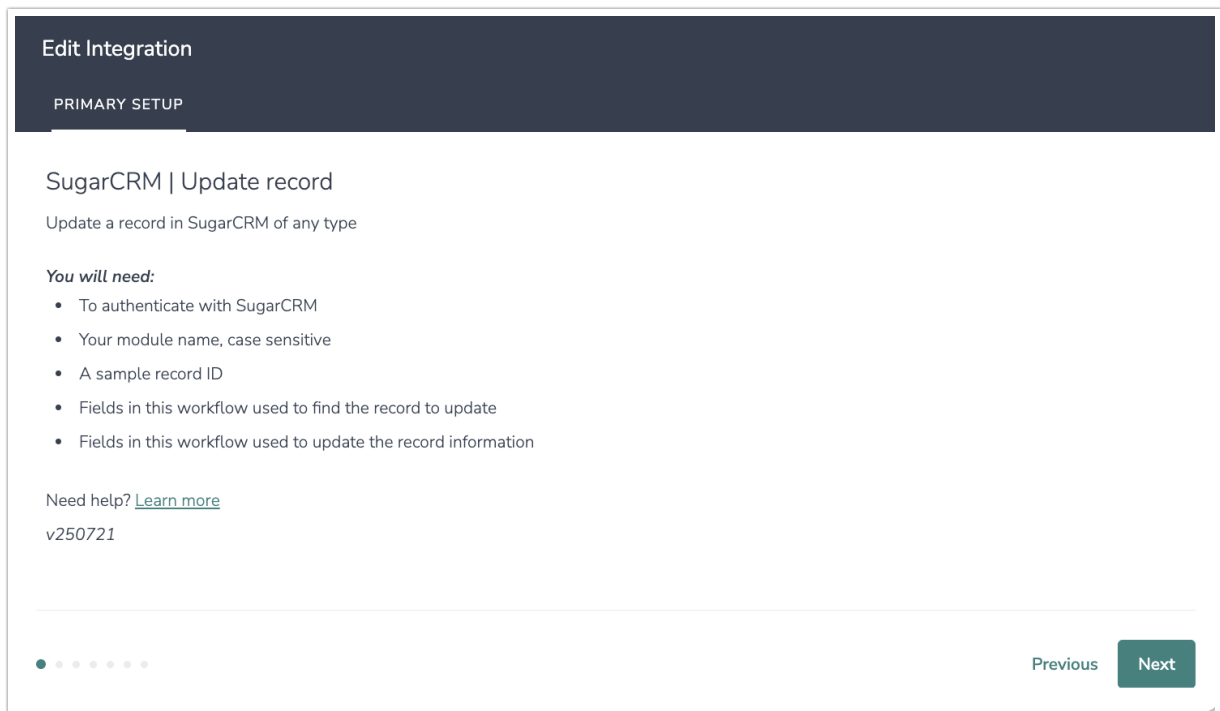 Edit Integration
PRIMARY SETUP
SugarCRM | Update record
Update a record in SugarCRM of any type
You will need:
• To authenticate with SugarCRM
• Your module name, case sensitive
• A sample record ID
• Fields in this workflow used to find the record to update
• Fields in this workflow used to update the record information
Need help? Learn more
v250721
Previous Next